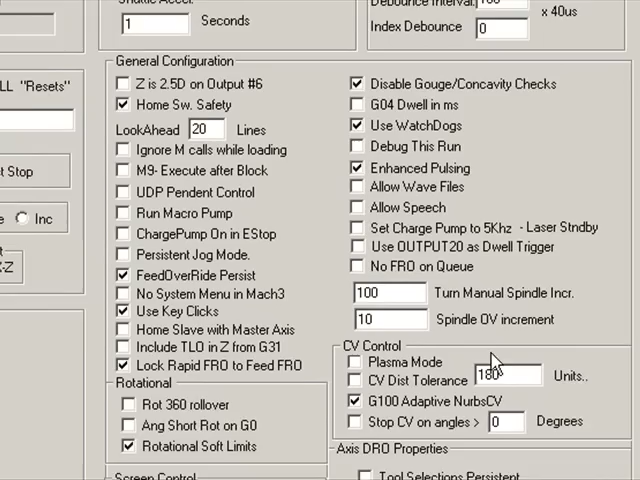 Shuttle Accel.
1 Seconds
Debounce Interval:
x 40us
Index Debounce 0
General Configuration
Z is 2.5D on Output #6
Home Sw. Safety
LookAhead 20 Lines
Ignore M calls while loading
M9- Execute after Block
UDP Pendent Control
Run Macro Pump
ChargePump On in EStop
Persistent Jog Mode.
FeedOverRide Persist
No System Menu in Mach3
Use Key Clicks
Home Slave with Master Axis
Include TLO in Z from G31
Lock Rapid FRO to Feed FRO
Disable Gouge/Concavity Checks
G04 Dwell in ms
Use WatchDogs
Debug This Run
Enhanced Pulsing
Allow Wave Files
Allow Speech
Set Charge Pump to 5Khz - Laser Stndby
Use OUTPUT20 as Dwell Trigger
No FRO on Queue
100 Turn Manual Spindle Incr.
10 Spindle OV increment
CV Control
Plasma Mode
CV Dist Tolerance 180 Units..
G100 Adaptive NurbsCV
Stop CV on angles > 0 Degrees
Rotational
Rot 360 rollover
Ang Short Rot on G0
Rotational Soft Limits
Axis DRO Properties
Tool Selections Persistent
Screen Control
"Resets"
Stop
Inc